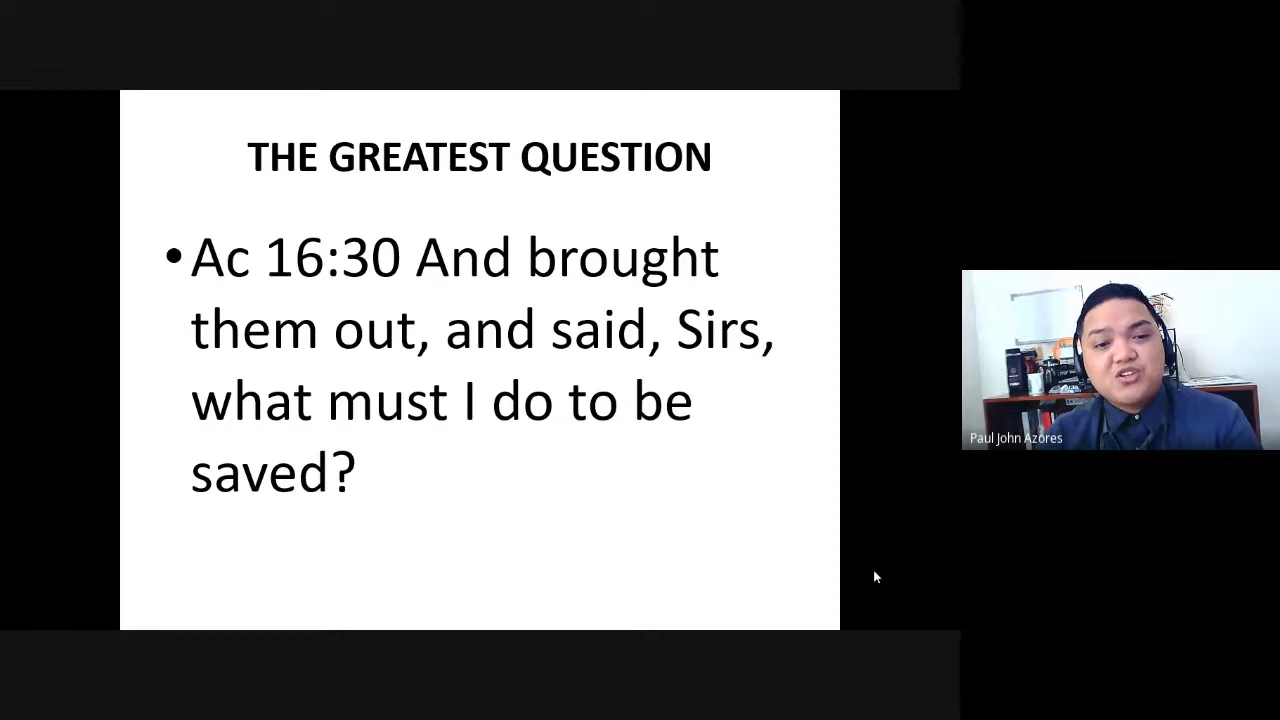 THE GREATEST QUESTION
•Ac 16:30 And brought
them out, and said, Sirs,
what must I do to be
saved?
Paul John Azores